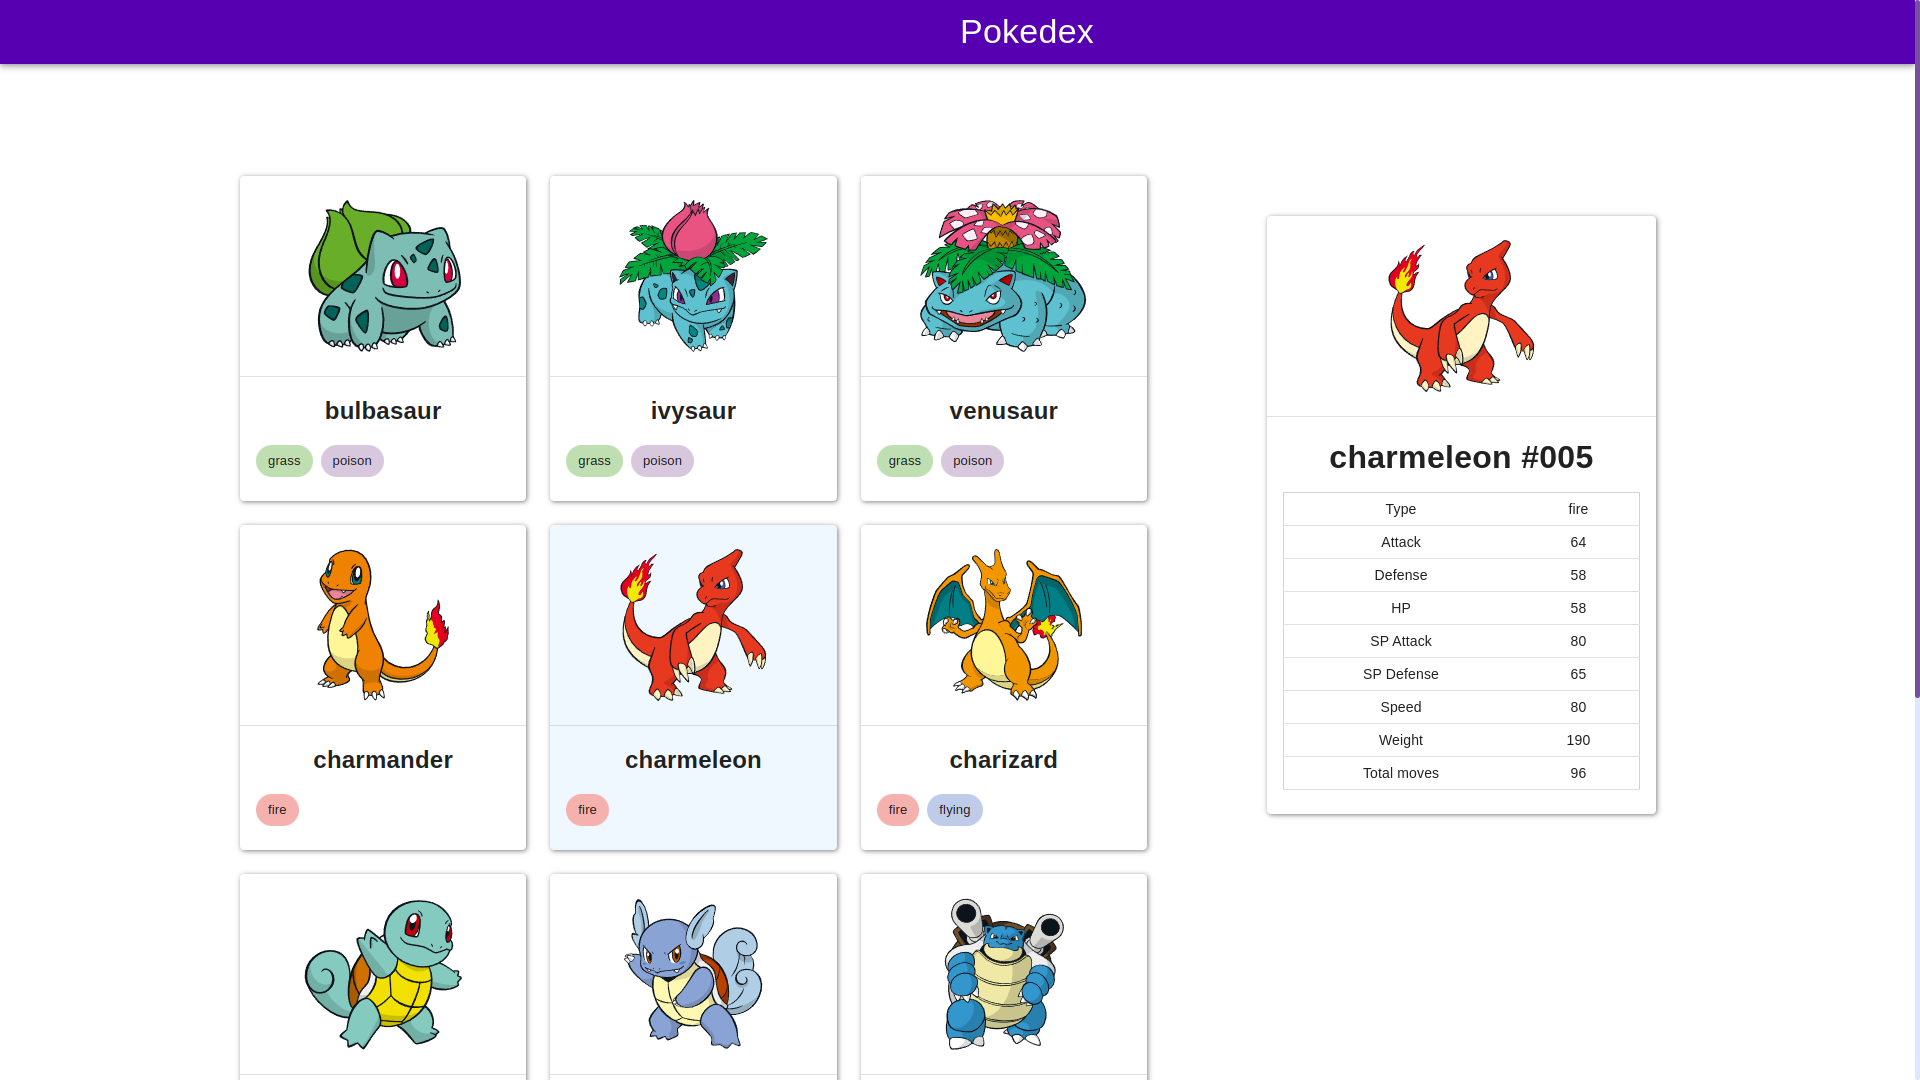 Pokedex
bulbasaur
grass poison
ivysaur
grass poison
venusaur
grass poison
charmander
fire
charmeleon
fire
charizard
fire flying
charmeleon #005
Type fire
Attack 64
Defense 58
HP 58
SP Attack 80
SP Defense 65
Speed 80
Weight 190
Total moves 96